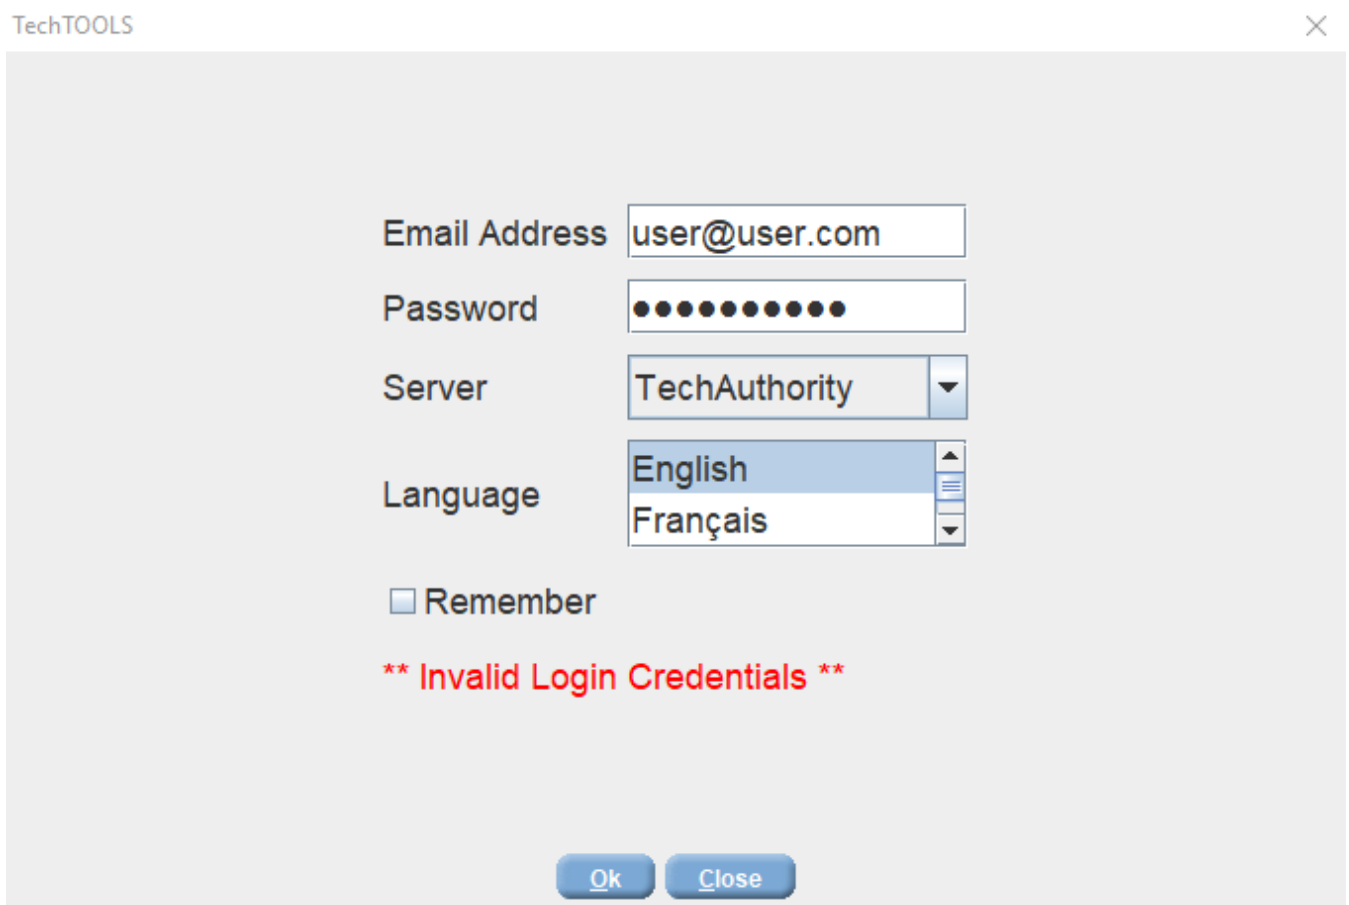 TechTOOLS
Email Address user@user.com
Password ●●●●●●●●●●
Server TechAuthority
Language English
Français
Remember
** Invalid Login Credentials **
Ok Close